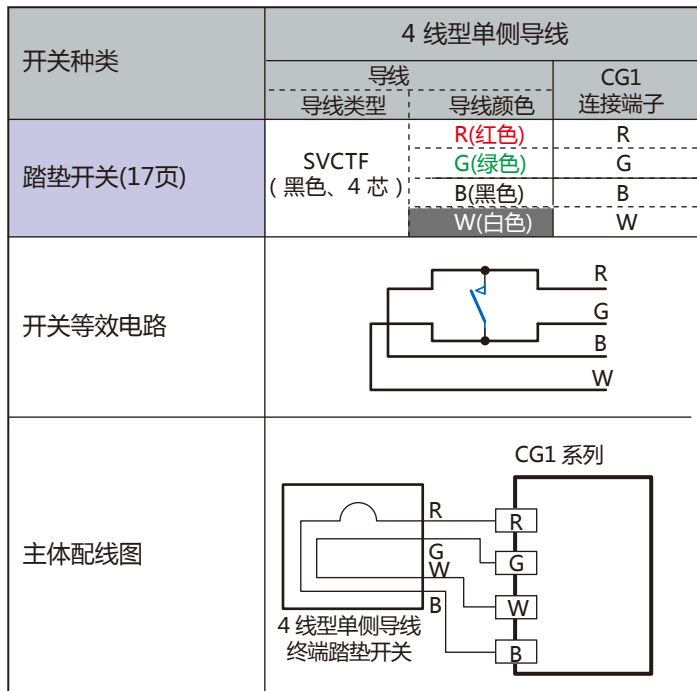 开关种类
4 线型单侧导线
导线
导线类型
导线颜色
CG1
连接端子
踏垫开关(17页)
SVCTF
（黑色、4 芯）
R(红色)
R
G(绿色)
G
B(黑色)
B
W(白色)
W
开关等效电路
R
G
B
W
主体配线图
CG1 系列
R
G
W
B
R
G
W
B
4 线型单侧导线
终端踏垫开关